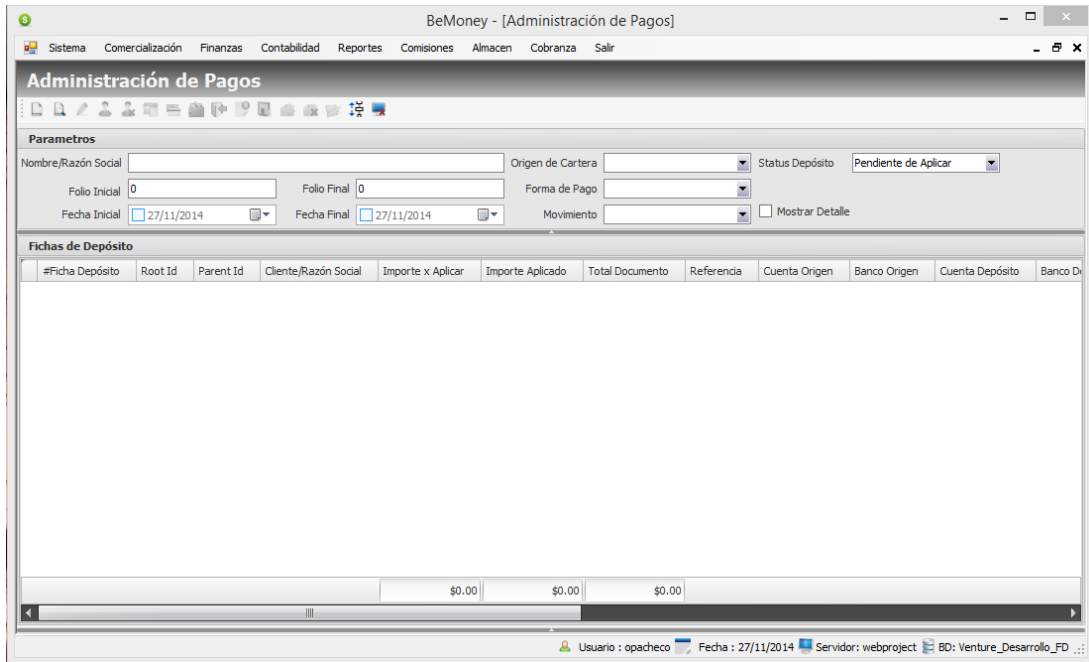 S
BeMoney - [Administración de Pagos]
Sistema Comercialización Finanzas Contabilidad Reportes Comisiones Almacen Cobranza Salir
Administración de Pagos
Parametros
Nombre/Razón Social Origen de Cartera Status Depósito Pendiente de Aplicar
Folio Inicial 0 Folio Final 0 Forma de Pago
Fecha Inicial 27/11/2014 Fecha Final 27/11/2014 Movimiento Mostrar Detalle
Fichas de Depósito
#Ficha Depósito Root Id Parent Id Cliente/Razón Social Importe x Aplicar Importe Aplicado Total Documento Referencia Cuenta Origen Banco Origen Cuenta Depósito Banco
$0.00 $0.00 $0.00
Usuario : opacheco Fecha : 27/11/2014 Servidor: webproject BD: Venture_Desarrollo_FD